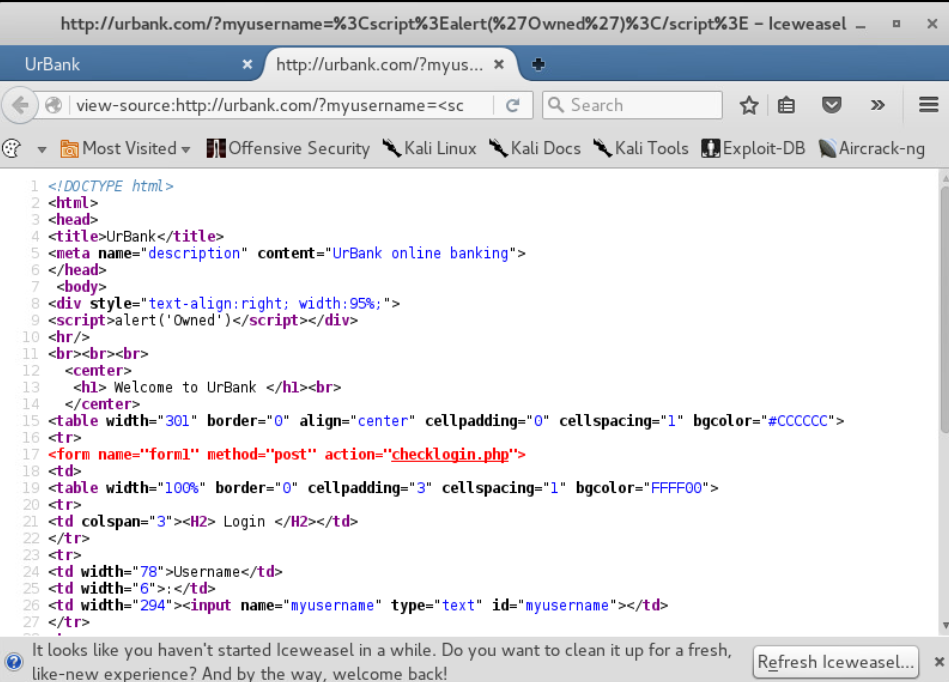 http://urbank.com/?myusername=%3Cscript%3Ealert(%27Owned%27)%3C/script%3E – Iceweasel
UrBank
http://urbank.com/?myus...
view-source:http://urbank.com/?myusername=<sc
Search
Most Visited
Offensive Security
Kali Linux
Kali Docs
Kali Tools
Exploit-DB
Aircrack-ng
1 <!DOCTYPE html>
2 <html>
3 <head>
4 <title>UrBank</title>
5 <meta name="description" content="UrBank online banking">
6 </head>
7 <body>
8 <div style="text-align:right; width:95%;">
9 <script>alert('Owned')</script></div>
10 <hr/>
11 <br><br><br>
12 <center>
13 <h1> Welcome to UrBank </h1><br>
14 </center>
15 <table width="301" border="0" align="center" cellpadding="0" cellspacing="1" bgcolor="#CCCCCC">
16 <tr>
17 <form name="form1" method="post" action="checklogin.php">
18 <td>
19 <table width="100%" border="0" cellpadding="3" cellspacing="1" bgcolor="FFFF00">
20 <tr>
21 <td colspan="3"><H2> Login </H2></td>
22 </tr>
23 <tr>
24 <td width="78">Username</td>
25 <td width="6">:</td>
26 <td width="294"><input name="myusername" type="text" id="myusername"></td>
27 </tr>
It looks like you haven't started Iceweasel in a while. Do you want to clean it up for a fresh,
like-new experience? And by the way, welcome back!
Refresh Iceweasel...